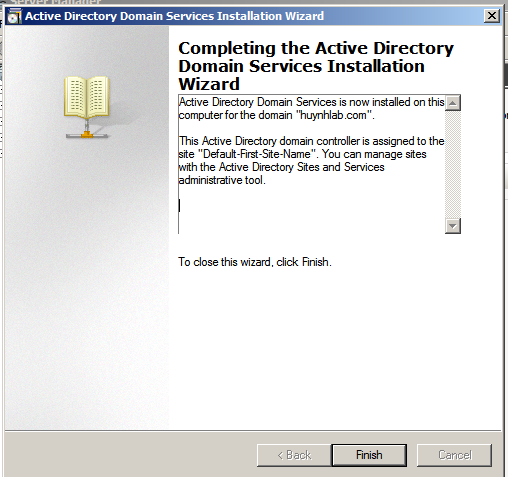 Server Manager
Active Directory Domain Services Installation Wizard
Completing the Active Directory
Domain Services Installation
Wizard
Active Directory Domain Services is now installed on this
computer for the domain "huynhlab.com".
This Active Directory domain controller is assigned to the
site "Default-First-Site-Name". You can manage sites
with the Active Directory Sites and Services
administrative tool.
To close this wizard, click Finish.
< Back
Finish
Cancel